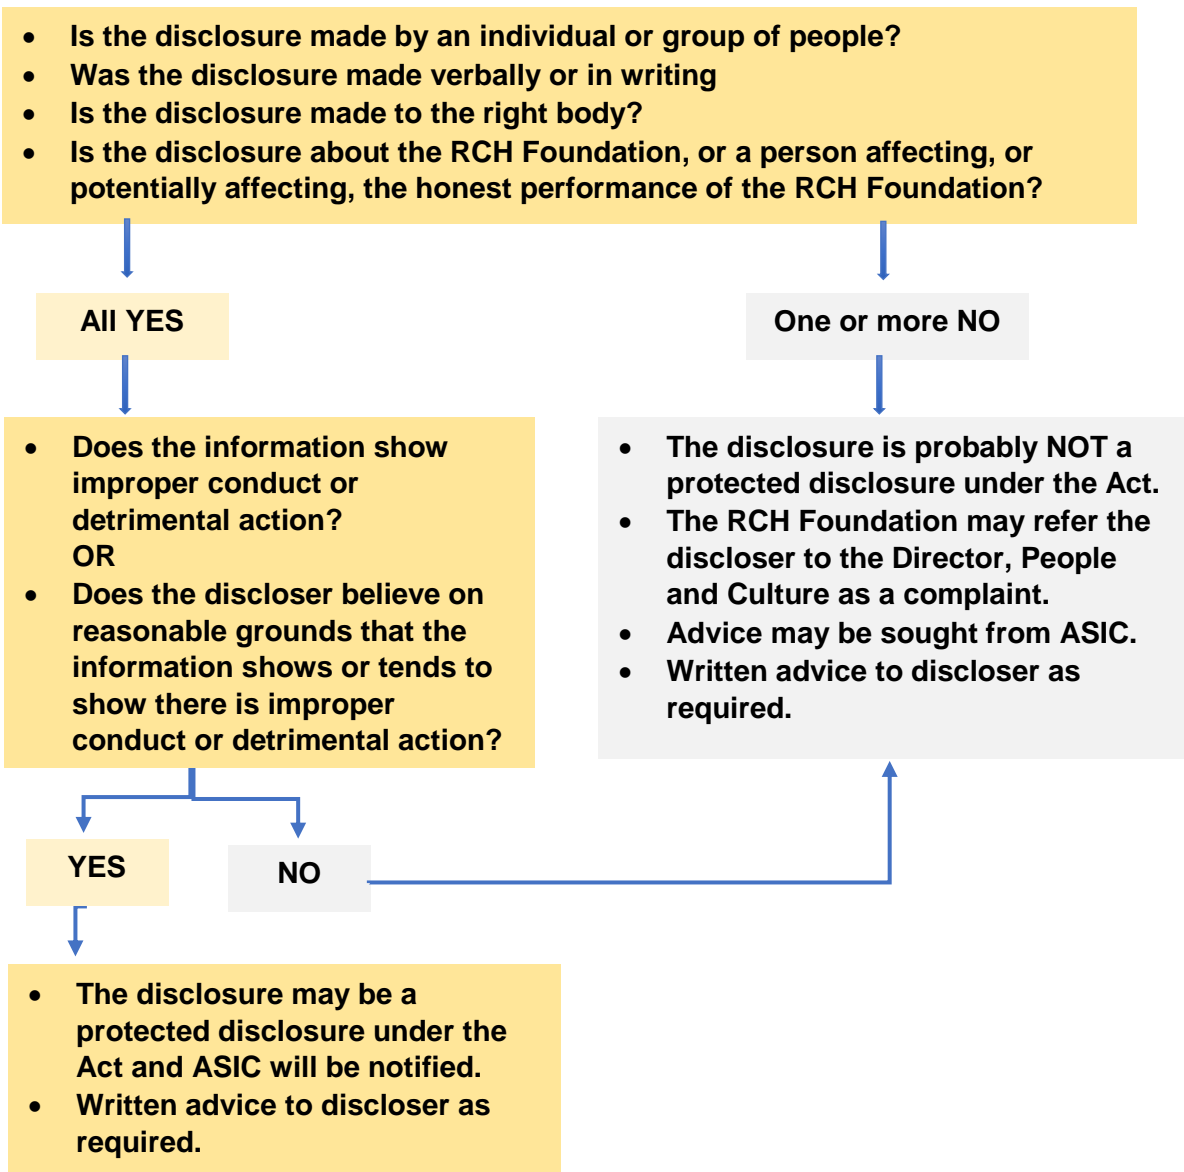 • Is the disclosure made by an individual or group of people?
• Was the disclosure made verbally or in writing
• Is the disclosure made to the right body?
• Is the disclosure about the RCH Foundation, or a person affecting, or
potentially affecting, the honest performance of the RCH Foundation?
All YES
One or more NO
• Does the information show
improper conduct or
detrimental action?
OR
• Does the discloser believe on
reasonable grounds that the
information shows or tends to
show there is improper
conduct or detrimental action?
• The disclosure is probably NOT a
protected disclosure under the Act.
• The RCH Foundation may refer the
discloser to the Director, People
and Culture as a complaint.
• Advice may be sought from ASIC.
• Written advice to discloser as
required.
YES
NO
• The disclosure may be a
protected disclosure under the
Act and ASIC will be notified.
• Written advice to discloser as
required.